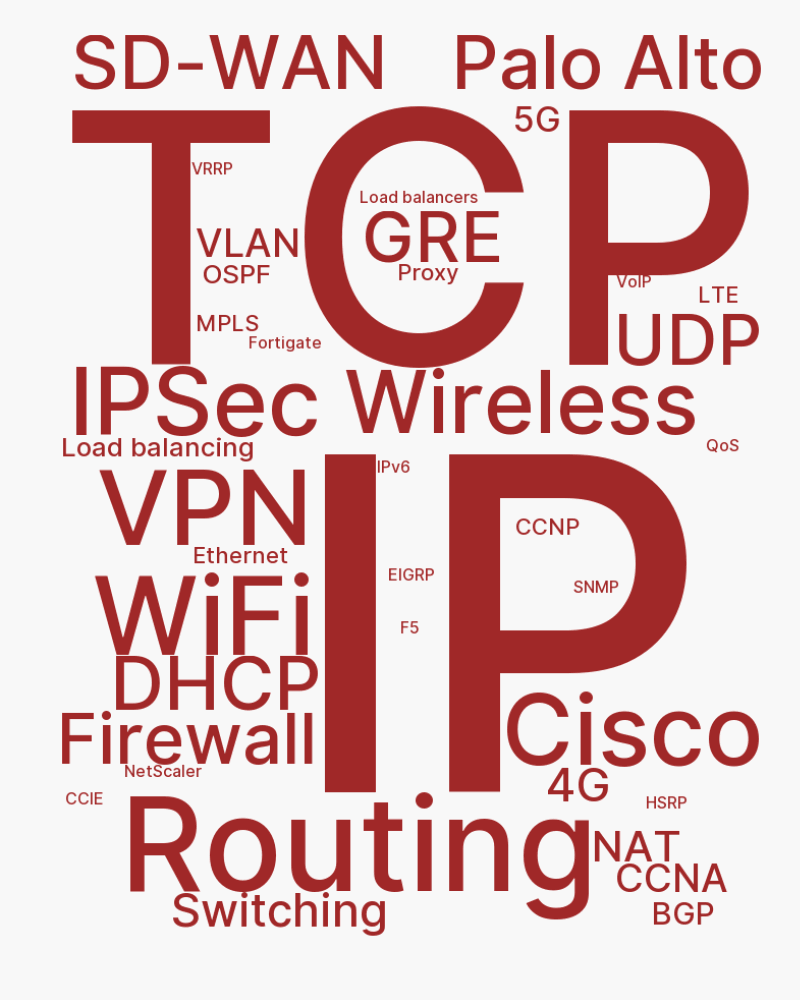 SD-WAN Palo Alto
TCP
5G
VRRP
Load balancers
VLAN
GRE
OSPF
Proxy
VoIP
LTE
MPLS
UDP
Fortigate
IPSec Wireless
Load balancing
QoS
IP
IPv6
VPN
CCNP
Ethernet
EIGRP
SNMP
WiFi
F5
DHCP
Cisco
Firewall
NetScaler
4G
CCIE
HSRP
Routing
NAT
CCNA
Switching
BGP